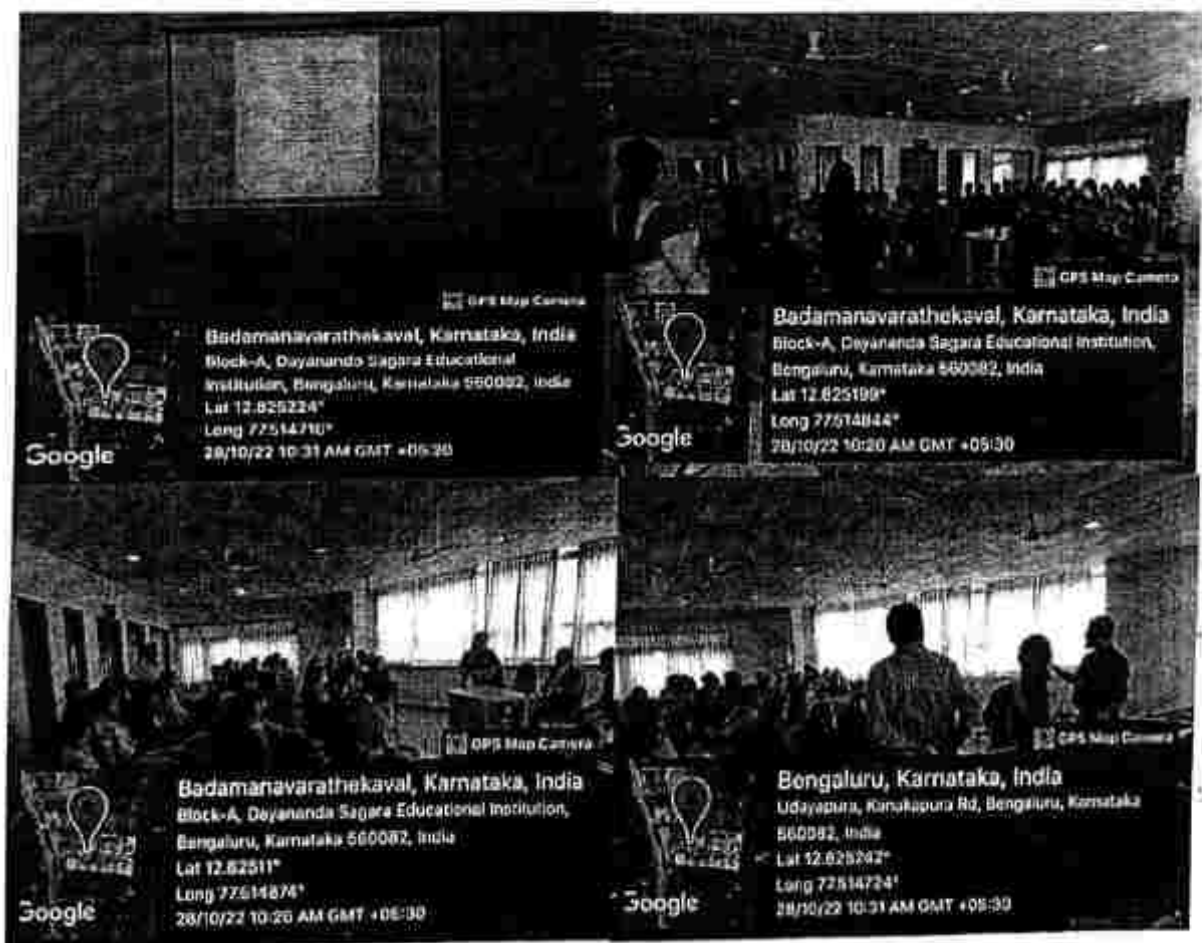 GPS Map Camera
Badamanavarathekaval, Karnataka, India
Block-A, Dayananda Sagara Educational
Institution, Bengaluru, Karnataka 560082, India
Lat 12.825224°
Long 77.514710°
28/10/22 10:31 AM GMT +05:30
Google
GPS Map Camera
Badamanavarathekaval, Karnataka, India
Block-A, Dayananda Sagara Educational Institution,
Bengaluru, Karnataka 560082, India
Lat 12.825199°
Long 77.514844°
28/10/22 10:20 AM GMT +05:30
Google
GPS Map Camera
Badamanavarathekaval, Karnataka, India
Block-A, Dayananda Sagara Educational Institution,
Bengaluru, Karnataka 560082, India
Lat 12.82511°
Long 77.514874°
28/10/22 10:26 AM GMT +05:30
Google
GPS Map Camera
Bengaluru, Karnataka, India
Udayapura, Kanakapura Rd, Bengaluru, Karnataka
560082, India
Lat 12.825242°
Long 77.514724°
28/10/22 10:31 AM GMT +05:30
Google